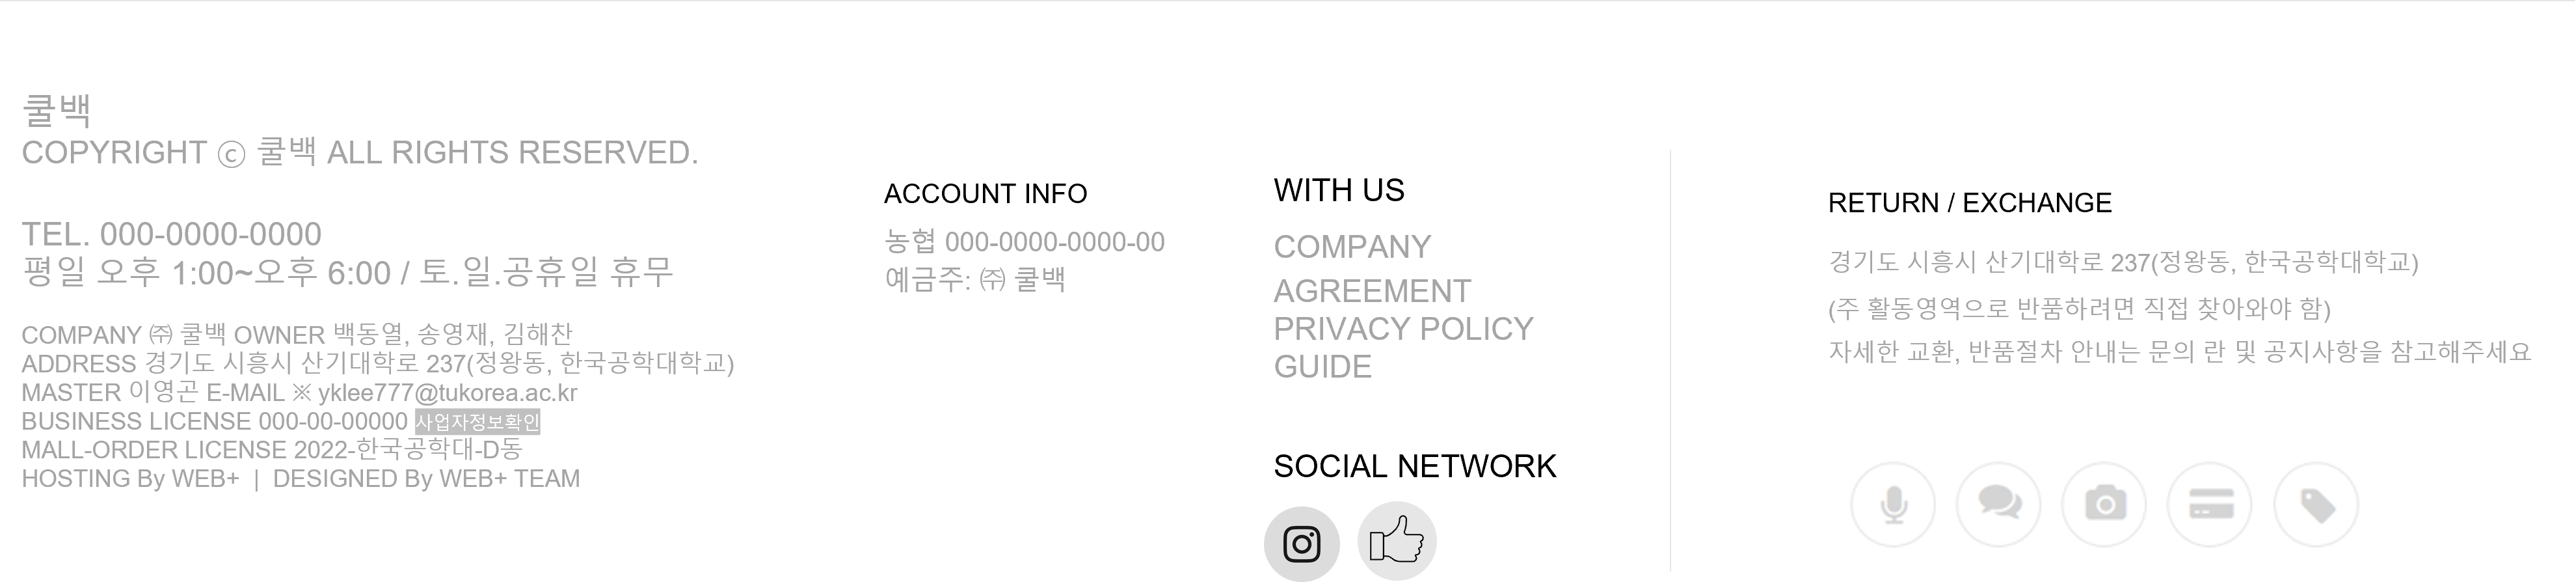 쿨백
COPYRIGHT ⓒ 쿨백 ALL RIGHTS RESERVED.
TEL. 000-0000-0000
평일 오후 1:00~오후 6:00 / 토.일.공휴일 휴무
COMPANY ㈜ 쿨백 OWNER 백동열, 송영재, 김해찬
ADDRESS 경기도 시흥시 산기대학로 237(정왕동, 한국공학대학교)
MASTER 이영곤 E-MAIL ※ yklee777@tukorea.ac.kr
BUSINESS LICENSE 000-00-00000 사업자정보확인
MALL-ORDER LICENSE 2022-한국공학대-D동
HOSTING By WEB+ | DESIGNED By WEB+ TEAM
ACCOUNT INFO
농협 000-0000-0000-00
예금주: ㈜ 쿨백
WITH US
COMPANY
AGREEMENT
PRIVACY POLICY
GUIDE
SOCIAL NETWORK
RETURN / EXCHANGE
경기도 시흥시 산기대학로 237(정왕동, 한국공학대학교)
(주 활동영역으로 반품하려면 직접 찾아와야 함)
자세한 교환, 반품절차 안내는 문의 란 및 공지사항을 참고해주세요